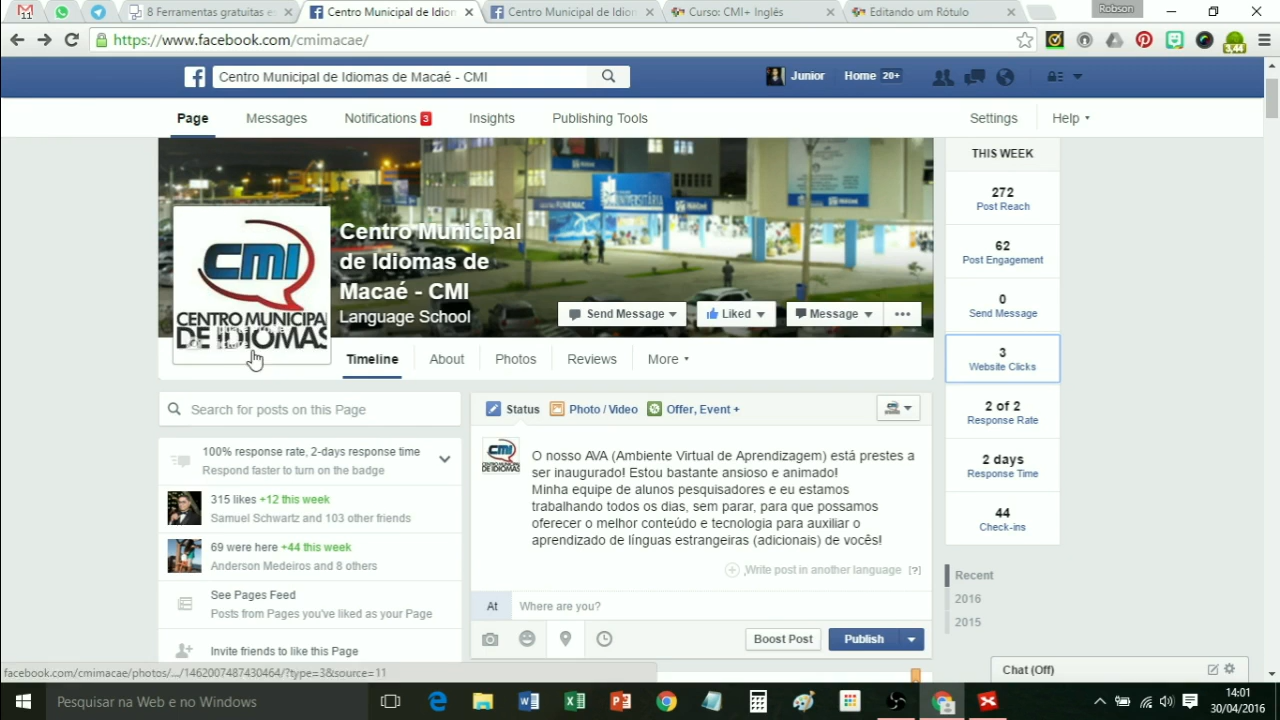 11
8 Ferramentas gratuitas e
Centro Municipal de Idion
Centro Municipal de Idion
Curso: CMI+ Inglês
Editando um Rótulo
Robson
https://www.facebook.com/cmimacae/
3,44
Centro Municipal de Idiomas de Macaé - CMI
Junior
Home 20+
Page
Messages
Notifications 3
Insights
Publishing Tools
Settings
Help
CMI
CENTRO MUNICIPAL
DE IDIOMAS
Centro Municipal
de Idiomas de
Macaé - CMI
Language School
Send Message
Liked
Message
Timeline
About
Photos
Reviews
More
THIS WEEK
272
Post Reach
62
Post Engagement
0
Send Message
3
Website Clicks
2 of 2
Response Rate
2 days
Response Time
44
Check-ins
Recent
2016
2015
Search for posts on this Page
100% response rate, 2-days response time
Respond faster to turn on the badge
315 likes +12 this week
Samuel Schwartz and 103 other friends
69 were here +44 this week
Anderson Medeiros and 8 others
See Pages Feed
Posts from Pages you've liked as your Page
Invite friends to like this Page
Status
Photo / Video
Offer, Event +
CMI
O nosso AVA (Ambiente Virtual de Aprendizagem) está prestes a
ser inaugurado! Estou bastante ansioso e animado!
Minha equipe de alunos pesquisadores e eu estamos
trabalhando todos os dias, sem parar, para que possamos
oferecer o melhor conteúdo e tecnologia para auxiliar o
aprendizado de línguas estrangeiras (adicionais) de vocês!
Write post in another language [?]
At
Where are you?
Boost Post
Publish
Chat (Off)
facebook.com/cmimacae/photos/.../1462007487430464/?type=3&source=11
Pesquisar na Web e no Windows
14:01
30/04/2016